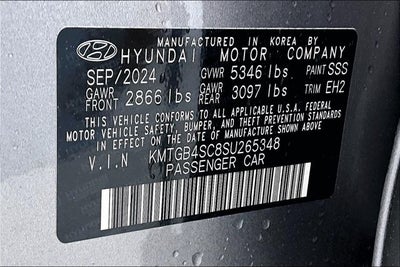 MANUFACTURED IN KOREA BY
HYUNDAI MOTOR COMPANY
SEP/2024 GVWR 5346 lbs PAINT SSS
GAWR FRONT 2866 lbs GAWR REAR 3097 lbs TRIM EH2
THIS VEHICLE CONFORMS TO ALL APPLICABLE U.S.A. FEDERAL
MOTOR VEHICLE SAFETY, BUMPER, AND THEFT PREVENTION STANDARDS
IN EFFECT ON THE DATE OF MANUFACTURE SHOWN ABOVE.
V.I.N KMTGB4SC8SU265348
PASSENGER CAR